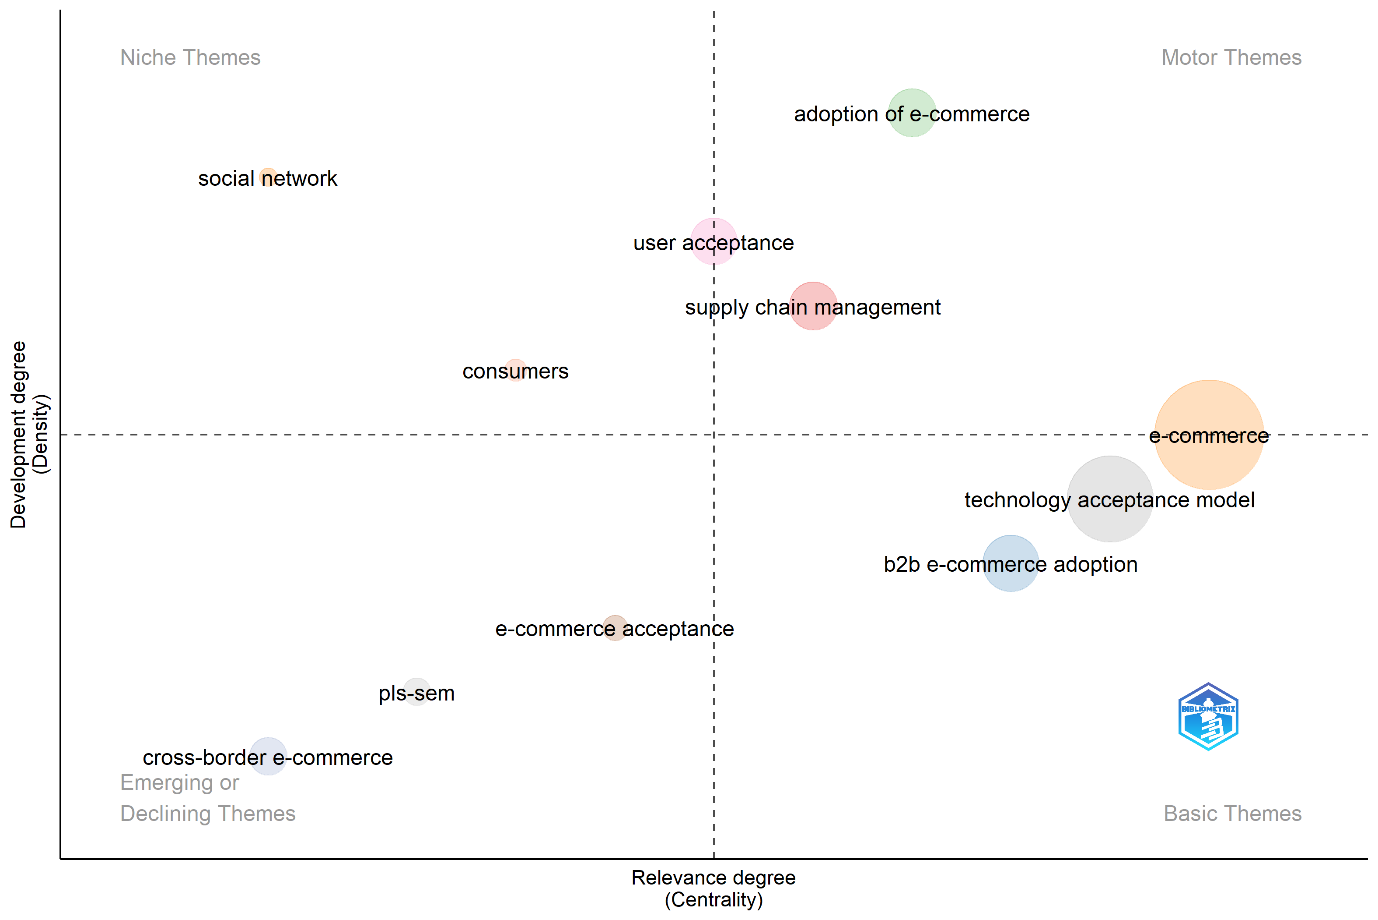 Niche Themes
Motor Themes
adoption of e-commerce
social network
user acceptance
supply chain management
consumers
e-commerce
technology acceptance model
b2b e-commerce adoption
e-commerce acceptance
pls-sem
BIBLIOMETRIX
cross-border e-commerce
Emerging or
Declining Themes
Basic Themes
Development degree
(Density)
Relevance degree
(Centrality)